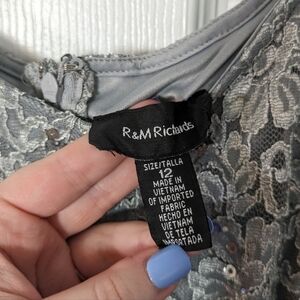 R&M Richards
SIZE/TALLA
12
MADE IN
VIETNAM
OF IMPORTED
FABRIC
HECHO EN
VIETNAM
DE TELA
IMPORTADA